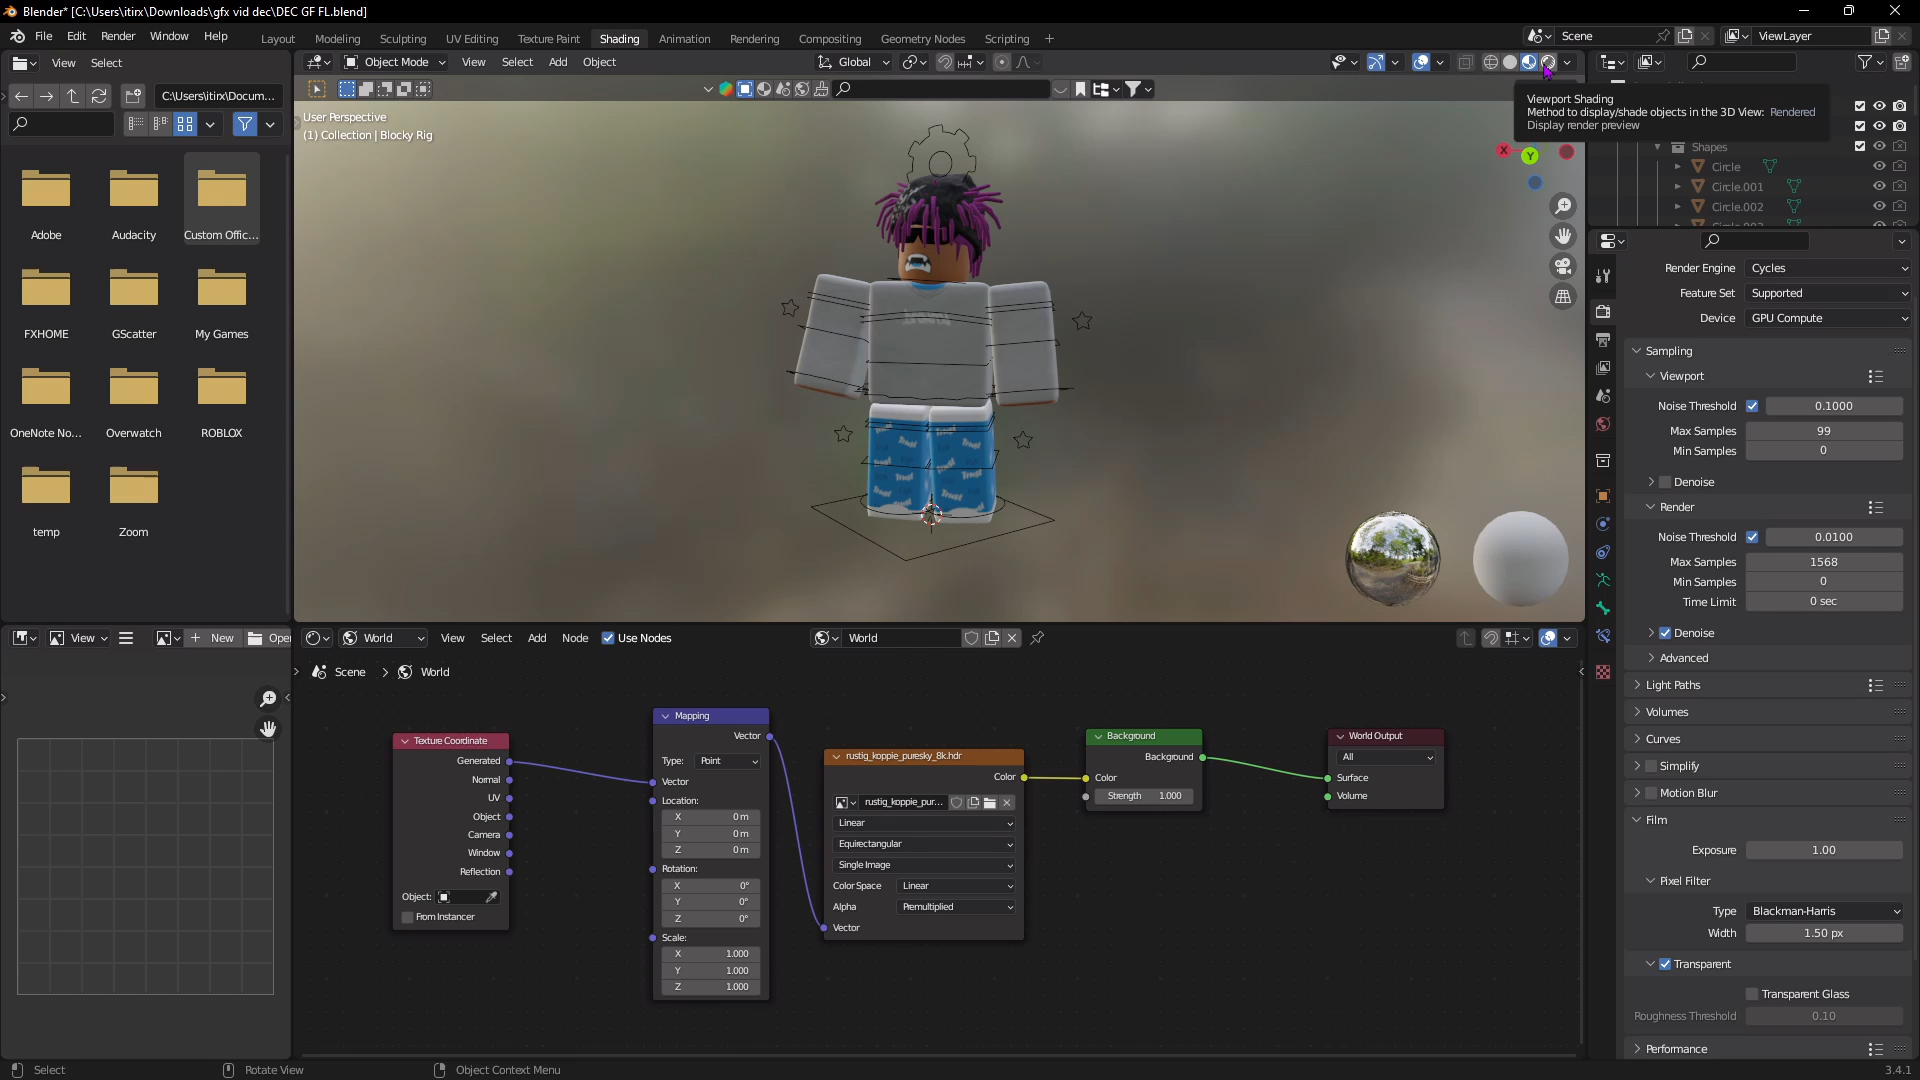 Blender* [C:\Users\itirx\Downloads\gfx vid dec\DEC GF FL.blend]
File Edit Render Window Help
Layout Modeling Sculpting UV Editing Texture Paint Shading Animation Rendering Compositing Geometry Nodes Scripting +
Scene
ViewLayer
View Select
Object Mode View Select Add Object
Global
C:\Users\itirx\Docum...
Adobe
Audacity
Custom Offic...
FXHOME
GScatter
My Games
OneNote No...
Overwatch
ROBLOX
temp
Zoom
User Perspective
(1) Collection | Blocky Rig
Trust
Trust
X
Y
Viewport Shading
Method to display/shade objects in the 3D View: Rendered
Display render preview
Shapes
Circle
Circle.001
Circle.002
Render Engine Cycles
Feature Set Supported
Device GPU Compute
Sampling
Viewport
Noise Threshold 0.1000
Max Samples 99
Min Samples 0
Denoise
Render
Noise Threshold 0.0100
Max Samples 1568
Min Samples 0
Time Limit 0 sec
Denoise
Advanced
Light Paths
Volumes
Curves
Simplify
Motion Blur
Film
Exposure 1.00
Pixel Filter
Type Blackman-Harris
Width 1.50 px
Transparent
Transparent Glass
Roughness Threshold 0.10
Performance
View + New Open
World View Select Add Node Use Nodes
World
Scene > World
Texture Coordinate
Generated
Normal
UV
Object
Camera
Window
Reflection
Object:
From Instancer
Mapping
Vector
Type: Point
Vector
Location:
X 0 m
Y 0 m
Z 0 m
Rotation:
X 0°
Y 0°
Z 0°
Scale:
X 1.000
Y 1.000
Z 1.000
rustig_koppie_puresky_8k.hdr
Color
rustig_koppie_pur...
Linear
Equirectangular
Single Image
Color Space Linear
Alpha Premultiplied
Vector
Background
Background
Color
Strength 1.000
World Output
All
Surface
Volume
Select
Rotate View
Object Context Menu
3.4.1